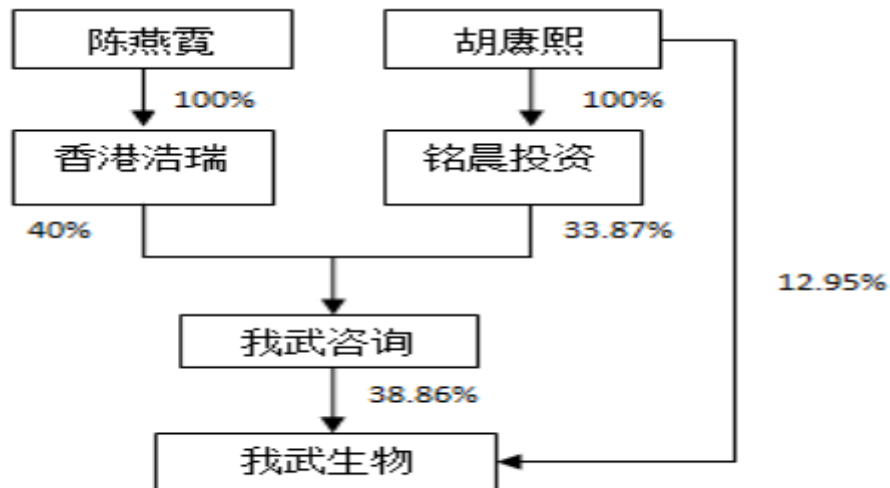 陈燕霓 胡赓熙
100% 100%
香港浩瑞 铭晨投资
40% 33.87%
12.95%
我武咨询
38.86%
我武生物